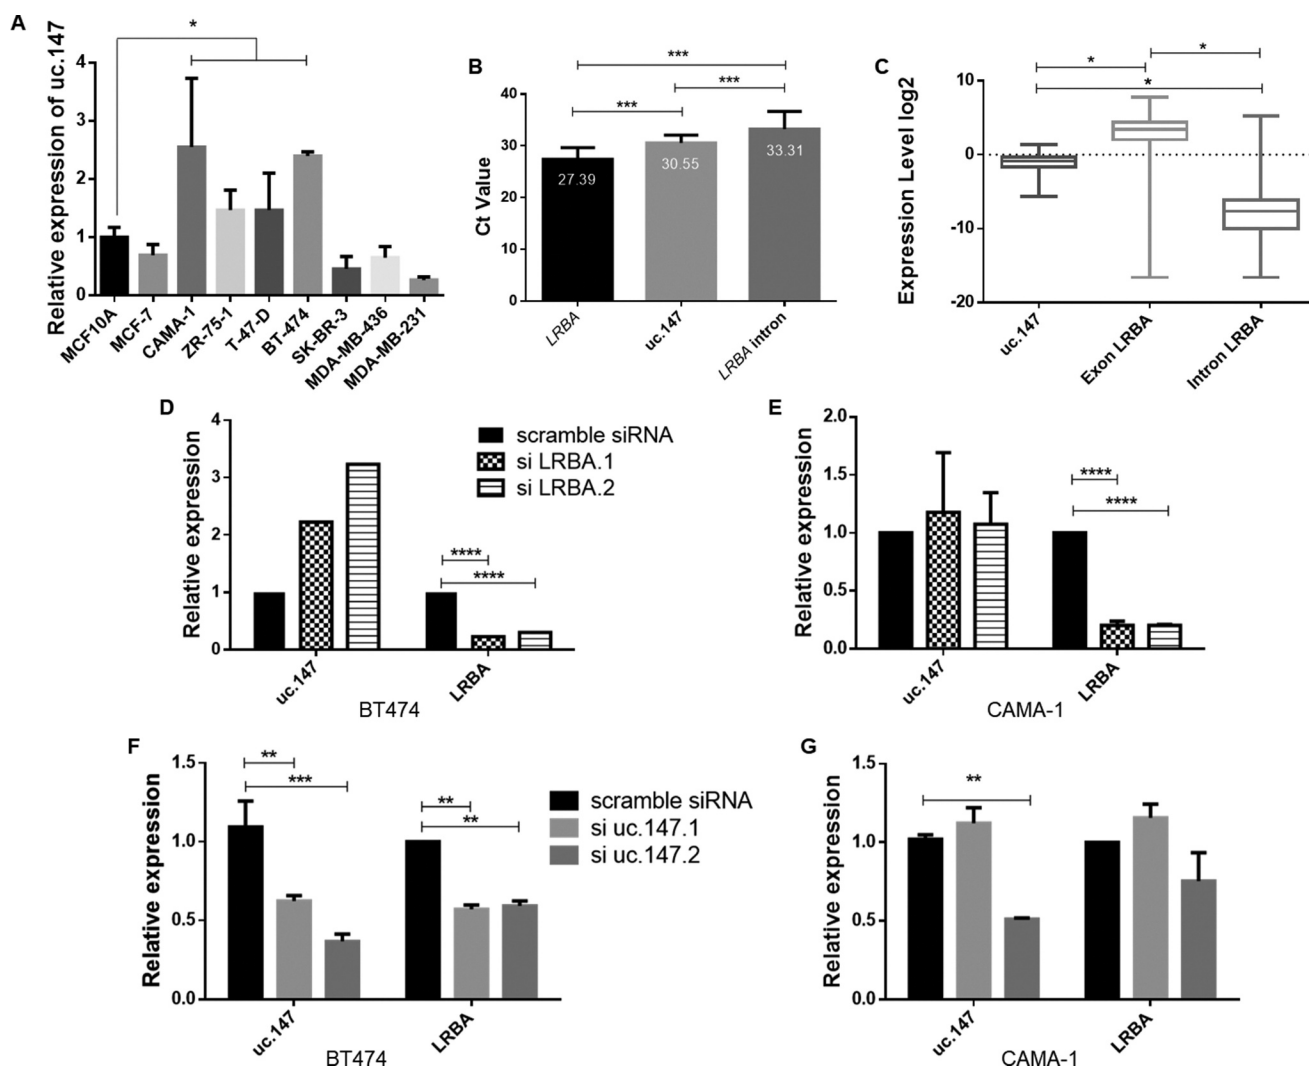 A
Relative expression of uc.147
*
4
3
2
1
0
MCF10A
MCF-7
CAMA-1
ZR-75-1
T-47-D
BT-474
SK-BR-3
MDA-MB-436
MDA-MB-231
B
Ct Value
***
***
***
40
30
20
10
0
27.39
30.55
33.31
LRBA
uc.147
LRBA intron
C
Expression Level log2
*
*
*
10
0
-10
-20
uc.147
Exon LRBA
Intron LRBA
D
Relative expression
4
3
2
1
0
****
****
uc.147
LRBA
BT474
scramble siRNA
si LRBA.1
si LRBA.2
E
Relative expression
2.0
1.5
1.0
0.5
0.0
****
****
uc.147
LRBA
CAMA-1
F
Relative expression
1.5
1.0
0.5
0.0
**
***
**
**
uc.147
LRBA
BT474
scramble siRNA
si uc.147.1
si uc.147.2
G
Relative expression
1.5
1.0
0.5
0.0
**
uc.147
LRBA
CAMA-1